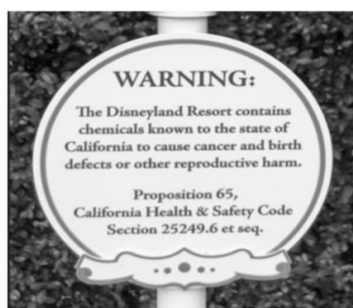 WARNING:
The Disneyland Resort contains
chemicals known to the state of
California to cause cancer and birth
defects or other reproductive harm.
Proposition 65,
California Health & Safety Code
Section 25249.6 et seq.